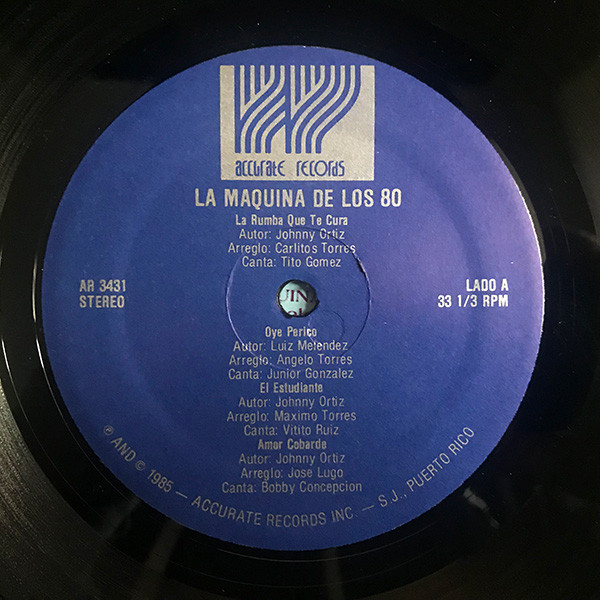 accurate records
LA MAQUINA DE LOS 80
La Rumba Que Te Cura
Autor: Johnny Ortiz
Arreglo: Carlitos Torres
Canta: Tito Gomez
AR 3431
STEREO
LADO A
33 1/3 RPM
UIN
Oye Perico
Autor: Luiz Melendez
Arreglo: Angelo Torres
Canta: Junior Gonzalez
El Estudiante
Autor: Johnny Ortiz
Arreglo: Maximo Torres
Canta: Vitito Ruiz
Amor Cobarde
Autor: Johnny Ortiz
Arreglo: Jose Lugo
Canta: Bobby Concepcion
℗ AND © 1985 — ACCURATE RECORDS INC. — S.J., PUERTO RICO